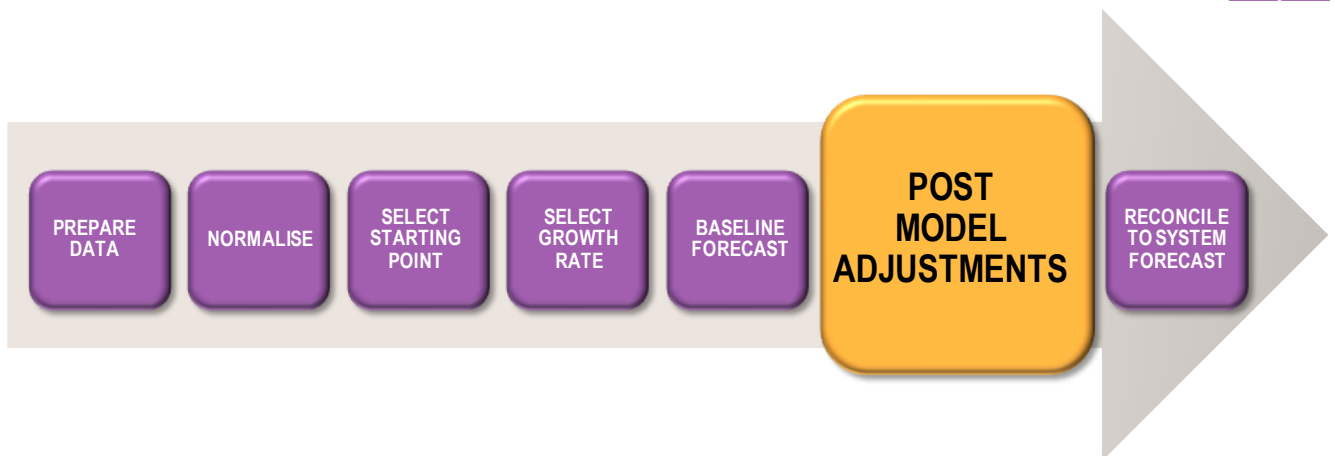 PREPARE
DATA
NORMALISE
SELECT
STARTING
POINT
SELECT
GROWTH
RATE
BASELINE
FORECAST
POST
MODEL
ADJUSTMENTS
RECONCILE
TO SYSTEM
FORECAST